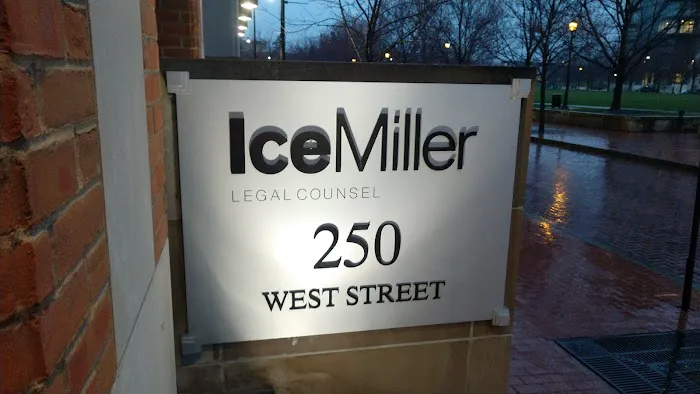 IceMiller
LEGAL COUNSEL
250
WEST STREET